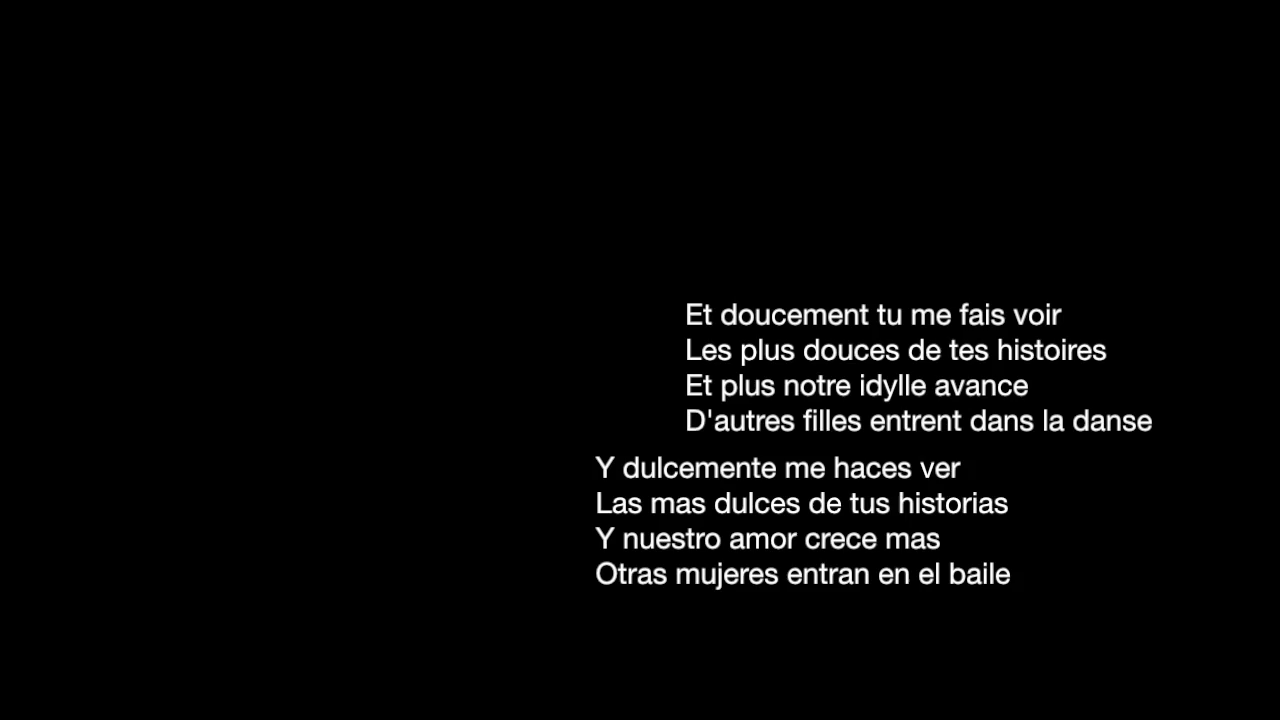 Et doucement tu me fais voir
Les plus douces de tes histoires
Et plus notre idylle avance
D'autres filles entrent dans la danse
Y dulcemente me haces ver
Las mas dulces de tus historias
Y nuestro amor crece mas
Otras mujeres entran en el baile